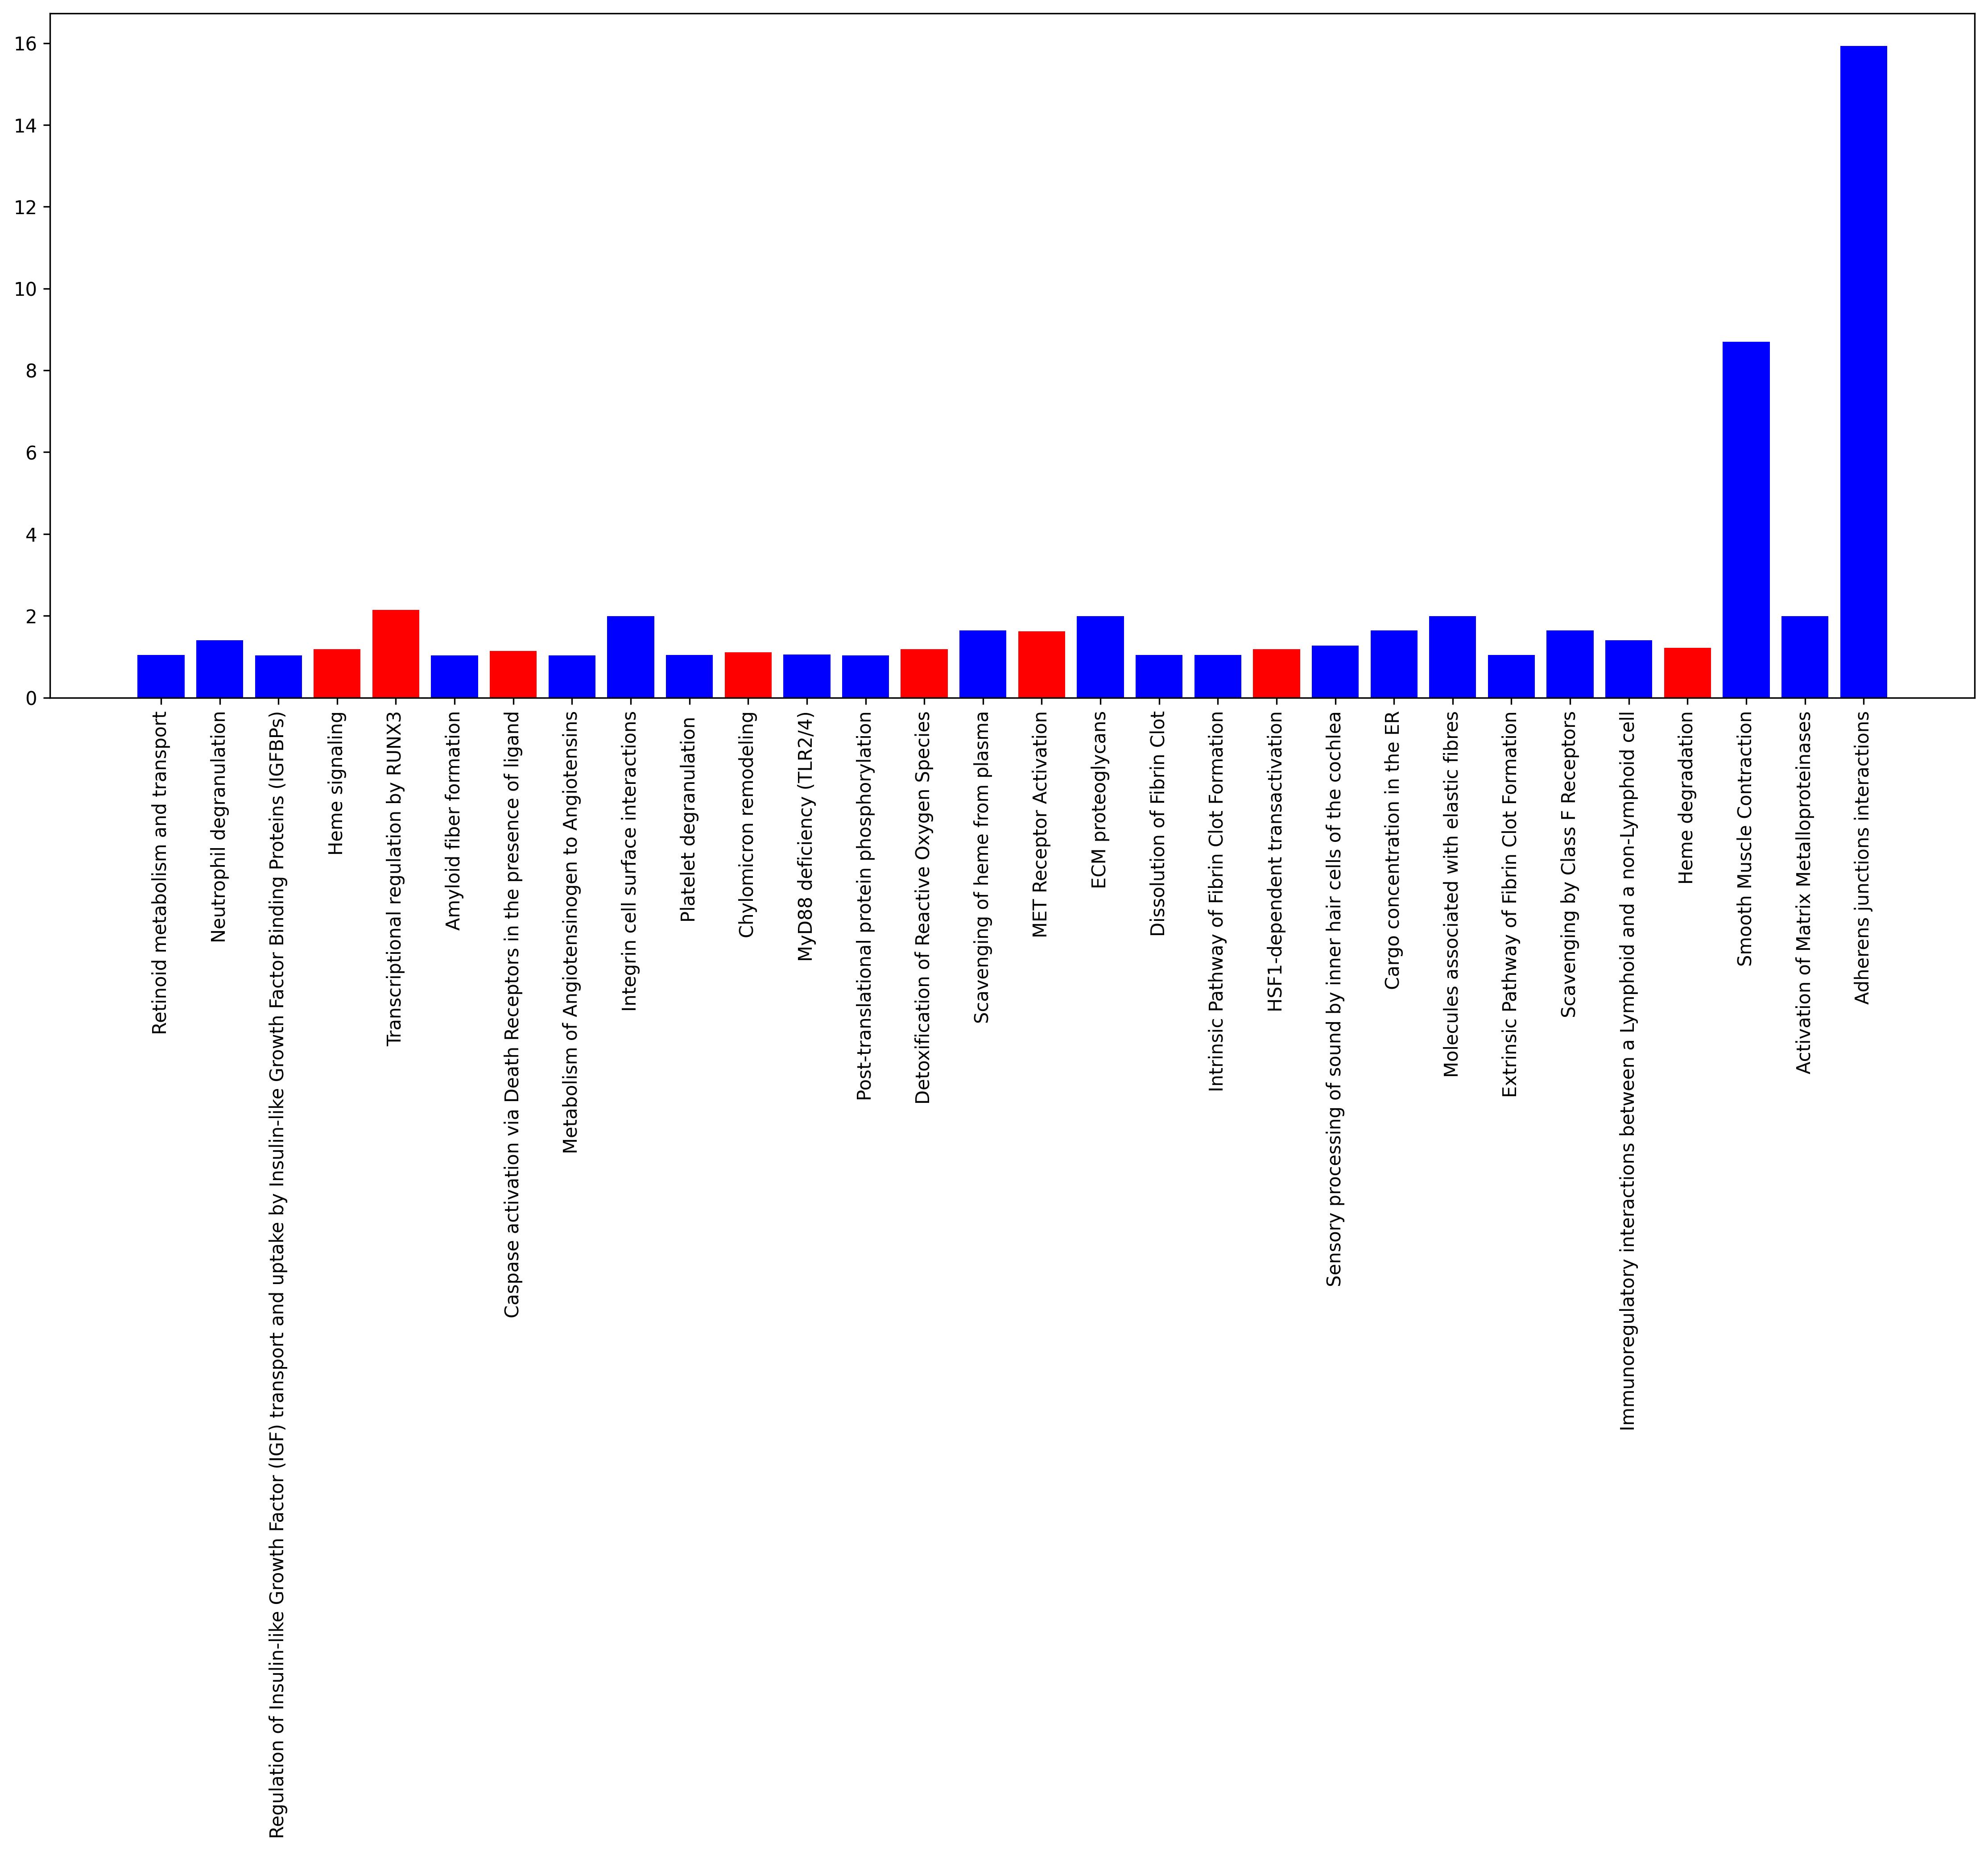 16
14
12
10
8
6
4
2
0
Retinoid metabolism and transport
Neutrophil degranulation
Regulation of Insulin-like Growth Factor (IGF) transport and uptake by Insulin-like Growth Factor Binding Proteins (IGFBPs)
Heme signaling
Transcriptional regulation by RUNX3
Amyloid fiber formation
Caspase activation via Death Receptors in the presence of ligand
Metabolism of Angiotensinogen to Angiotensins
Integrin cell surface interactions
Platelet degranulation
Chylomicron remodeling
MyD88 deficiency (TLR2/4)
Post-translational protein phosphorylation
Detoxification of Reactive Oxygen Species
Scavenging of heme from plasma
MET Receptor Activation
ECM proteoglycans
Dissolution of Fibrin Clot
Intrinsic Pathway of Fibrin Clot Formation
HSF1-dependent transactivation
Sensory processing of sound by inner hair cells of the cochlea
Cargo concentration in the ER
Molecules associated with elastic fibres
Extrinsic Pathway of Fibrin Clot Formation
Scavenging by Class F Receptors
Immunoregulatory interactions between a Lymphoid and a non-Lymphoid cell
Heme degradation
Smooth Muscle Contraction
Activation of Matrix Metalloproteinases
Adherens junctions interactions